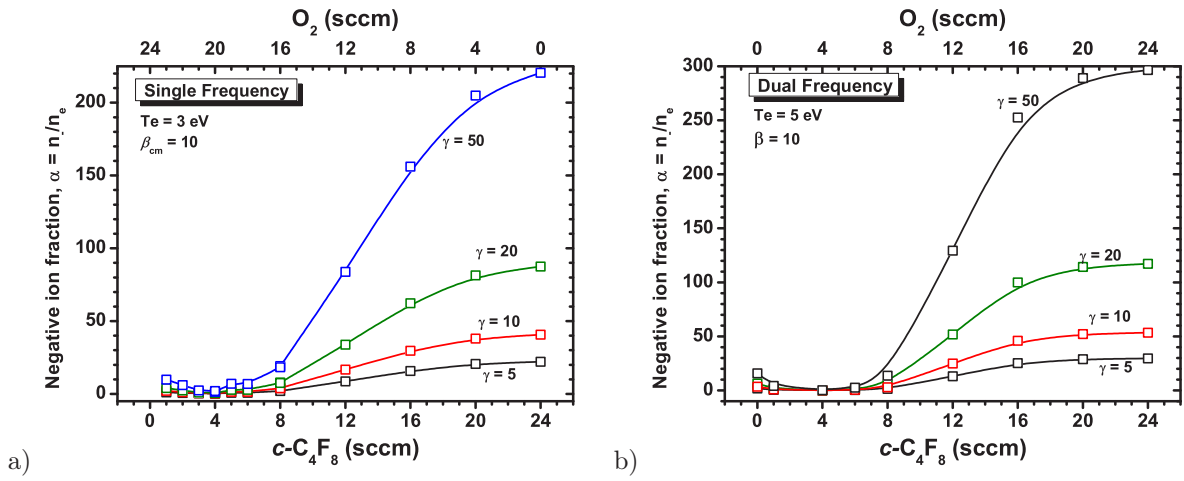 O₂ (sccm)
24 20 16 12 8 4 0
Single Frequency
Te = 3 eV
βcm = 10
γ = 50
γ = 20
γ = 10
γ = 5
Negative ion fraction, α = n₋/nₑ
200
150
100
50
0
0 4 8 12 16 20 24
c-C₄F₈ (sccm)
a)
O₂ (sccm)
0 4 8 12 16 20 24
Dual Frequency
Te = 5 eV
β = 10
γ = 50
γ = 20
γ = 10
γ = 5
Negative ion fraction, α = n₋/nₑ
300
250
200
150
100
50
0
0 4 8 12 16 20 24
c-C₄F₈ (sccm)
b)